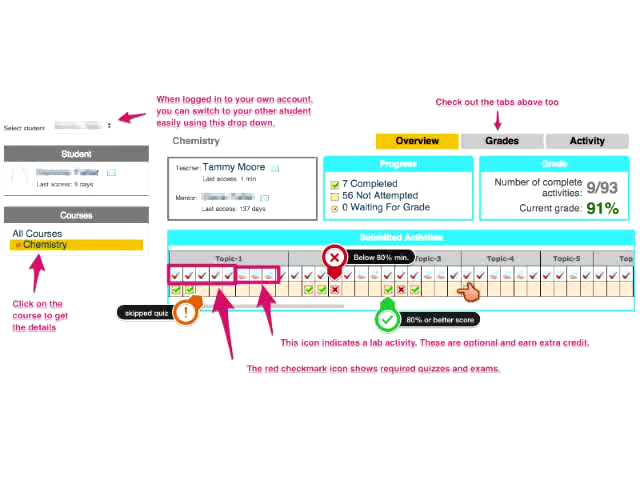 When logged in to your own account,
you can switch to your other student
easily using this drop down.
Check out the tabs above too
Select student
Chemistry
Overview
Grades
Activity
Student
Last access: 5 days
Teacher: Tammy Moore
Last access: 1 min
Mentor:
Last access: 137 days
Progress
7 Completed
56 Not Attempted
0 Waiting For Grade
Grade
Number of complete
activities: 9/93
Current grade: 91%
Courses
All Courses
Chemistry
Submitted Activities
Topic-1
Below 80% min.
Topic-3
Topic-4
Topic-5
Top
Click on the
course to get
the details
skipped quiz
80% or better score
This icon indicates a lab activity. These are optional and earn extra credit.
The red checkmark icon shows required quizzes and exams.